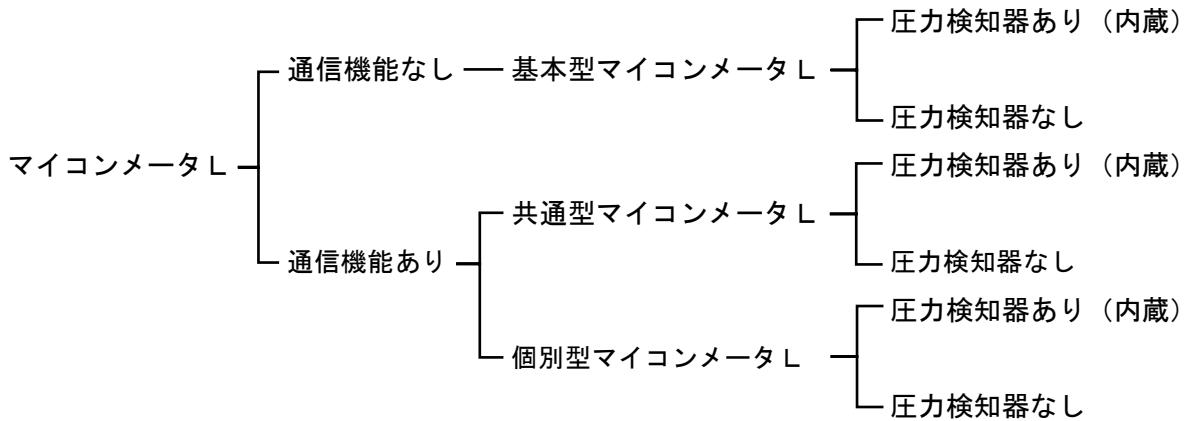 圧力検知器あり（内蔵）
通信機能なし 基本型マイコンメータＬ
圧力検知器なし
マイコンメータＬ 圧力検知器あり（内蔵）
共通型マイコンメータＬ
通信機能あり 圧力検知器なし
圧力検知器あり（内蔵）
個別型マイコンメータＬ
圧力検知器なし